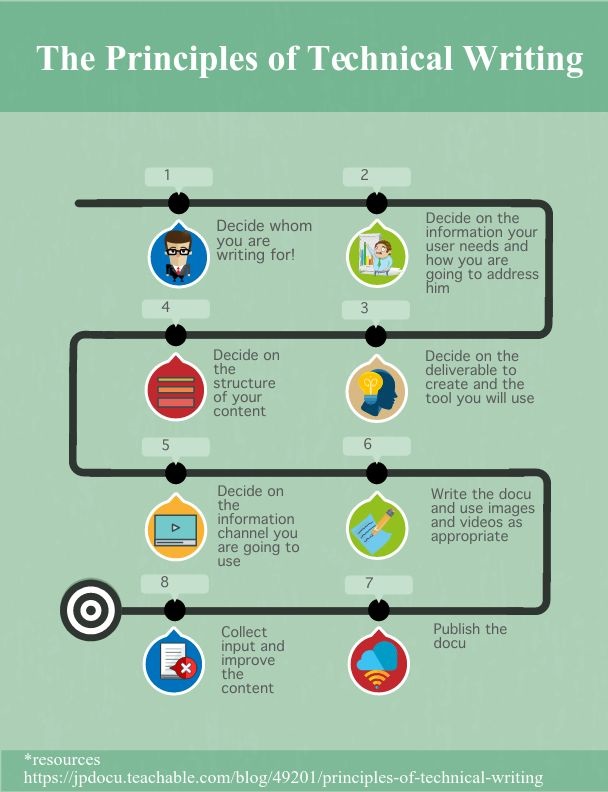 The Principles of Technical Writing
1
Decide whom
you are
writing for!
2
Decide on the
information your
user needs and
how you are
going to address
him
3
Decide on the
deliverable to
create and the
tool you will use
4
Decide on
the
structure
of your
content
5
Decide on
the
information
channel you
are going to
use
6
Write the docu
and use images
and videos as
appropriate
7
Publish the
docu
8
Collect
input and
improve
the
content
*resources
https://jpdocu.teachable.com/blog/49201/principles-of-technical-writing